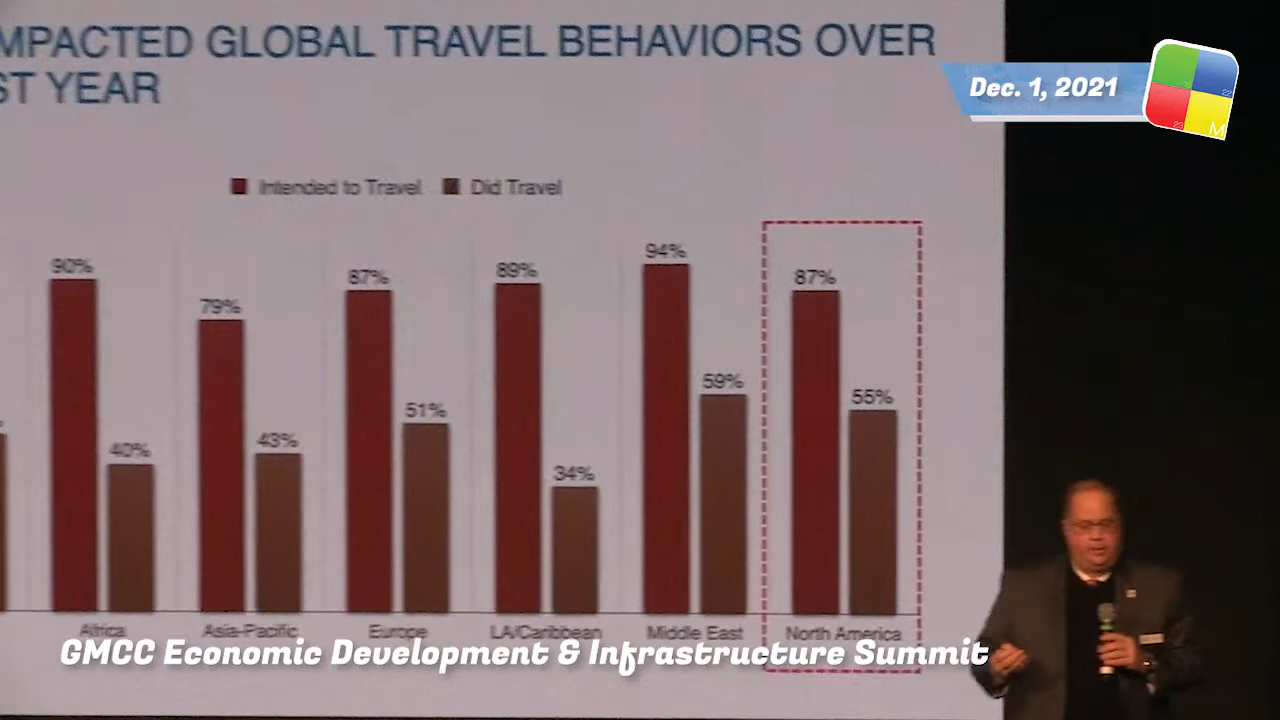 MPACTED GLOBAL TRAVEL BEHAVIORS OVER
ST YEAR
Dec. 1, 2021
M
Intended to Travel Did Travel
90% 79% 87% 89% 94% 87%
40% 43% 51% 34% 59% 55%
Africa Asia-Pacific Europe LA/Caribbean Middle East North America
GMCC Economic Development & Infrastructure Summit